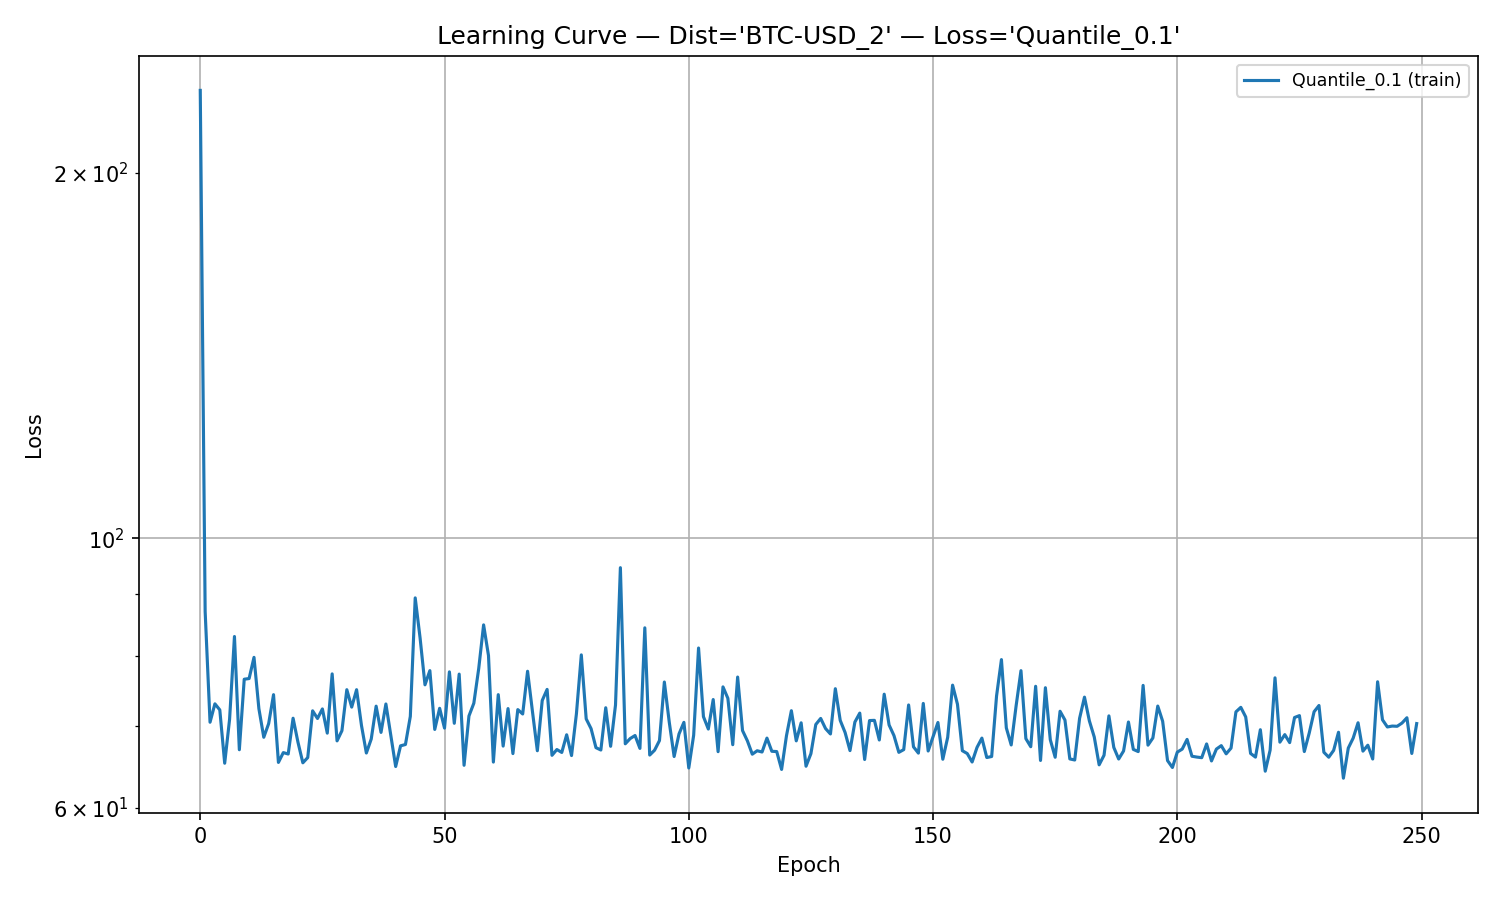 Learning Curve — Dist='BTC-USD_2' — Loss='Quantile_0.1'
Quantile_0.1 (train)
2 × 10²
10²
6 × 10¹
Loss
0 50 100 150 200 250
Epoch